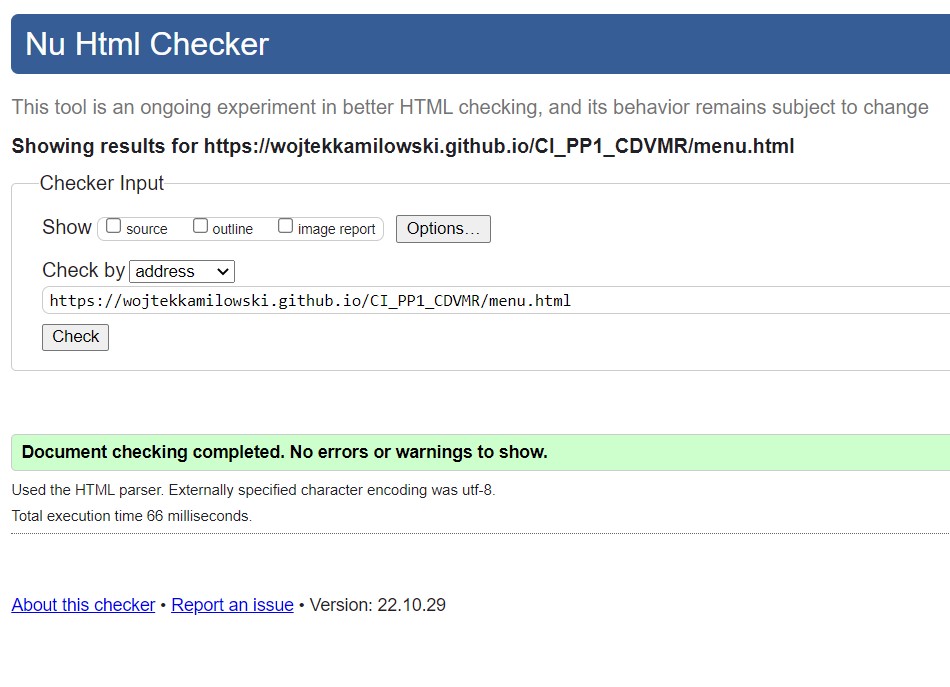 Nu Html Checker
This tool is an ongoing experiment in better HTML checking, and its behavior remains subject to change
Showing results for https://wojtekkamilowski.github.io/CI_PP1_CDVMR/menu.html
Checker Input
Show source outline image report Options…
Check by address
https://wojtekkamilowski.github.io/CI_PP1_CDVMR/menu.html
Check
Document checking completed. No errors or warnings to show.
Used the HTML parser. Externally specified character encoding was utf-8.
Total execution time 66 milliseconds.
About this checker • Report an issue • Version: 22.10.29